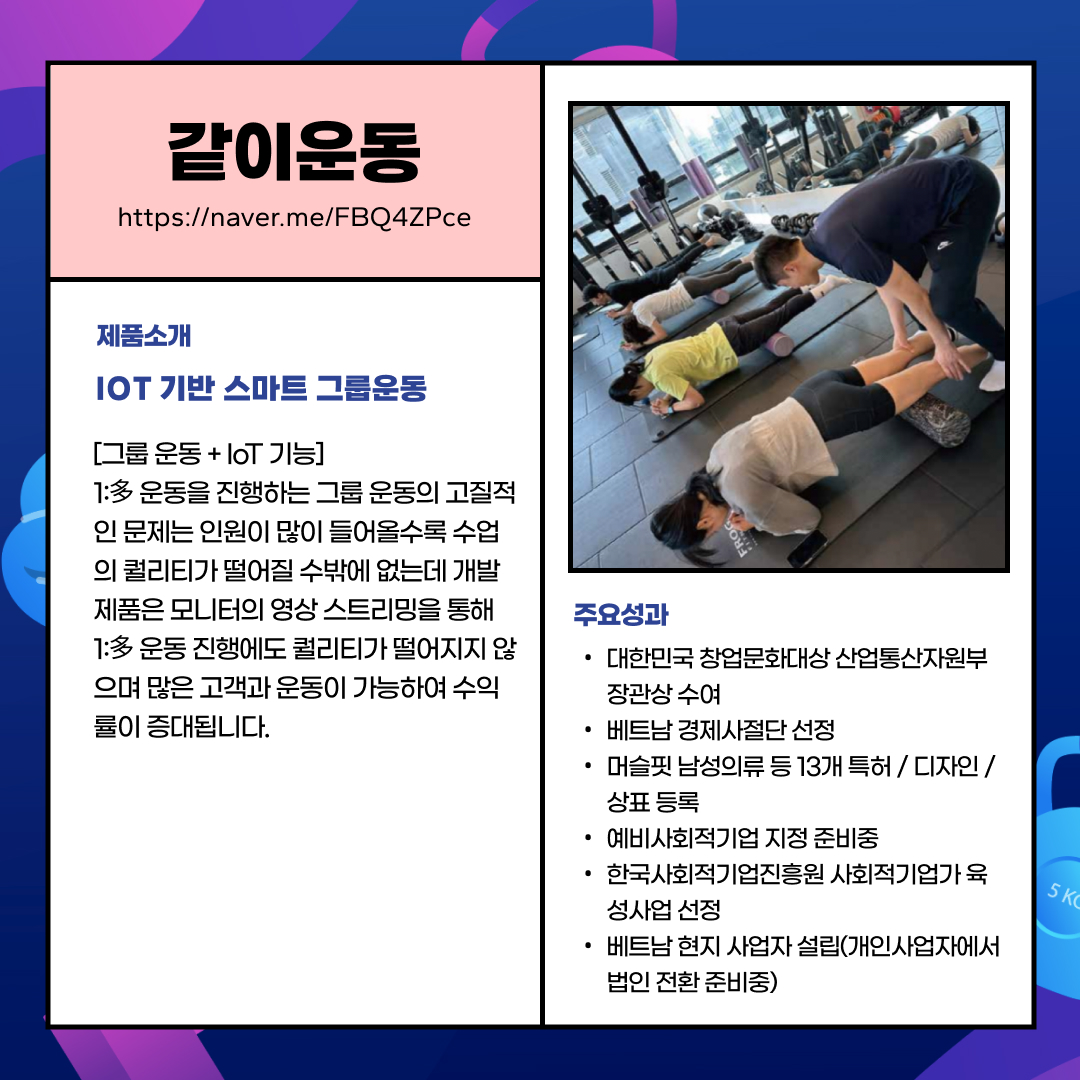 같이운동
https://naver.me/FBQ4ZPce
제품소개
IOT 기반 스마트 그룹운동
[그룹 운동 + IoT 기능]
1:多 운동을 진행하는 그룹 운동의 고질적
인 문제는 인원이 많이 들어올수록 수업
의 퀄리티가 떨어질 수밖에 없는데 개발
제품은 모니터의 영상 스트리밍을 통해
1:多 운동 진행에도 퀄리티가 떨어지지 않
으며 많은 고객과 운동이 가능하여 수익
률이 증대됩니다.
주요성과
• 대한민국 창업문화대상 산업통산자원부
장관상 수여
• 베트남 경제사절단 선정
• 머슬핏 남성의류 등 13개 특허 / 디자인 /
상표 등록
• 예비사회적기업 지정 준비중
• 한국사회적기업진흥원 사회적기업가 육
성사업 선정
• 베트남 현지 사업자 설립(개인사업자에서
법인 전환 준비중)
5 KG